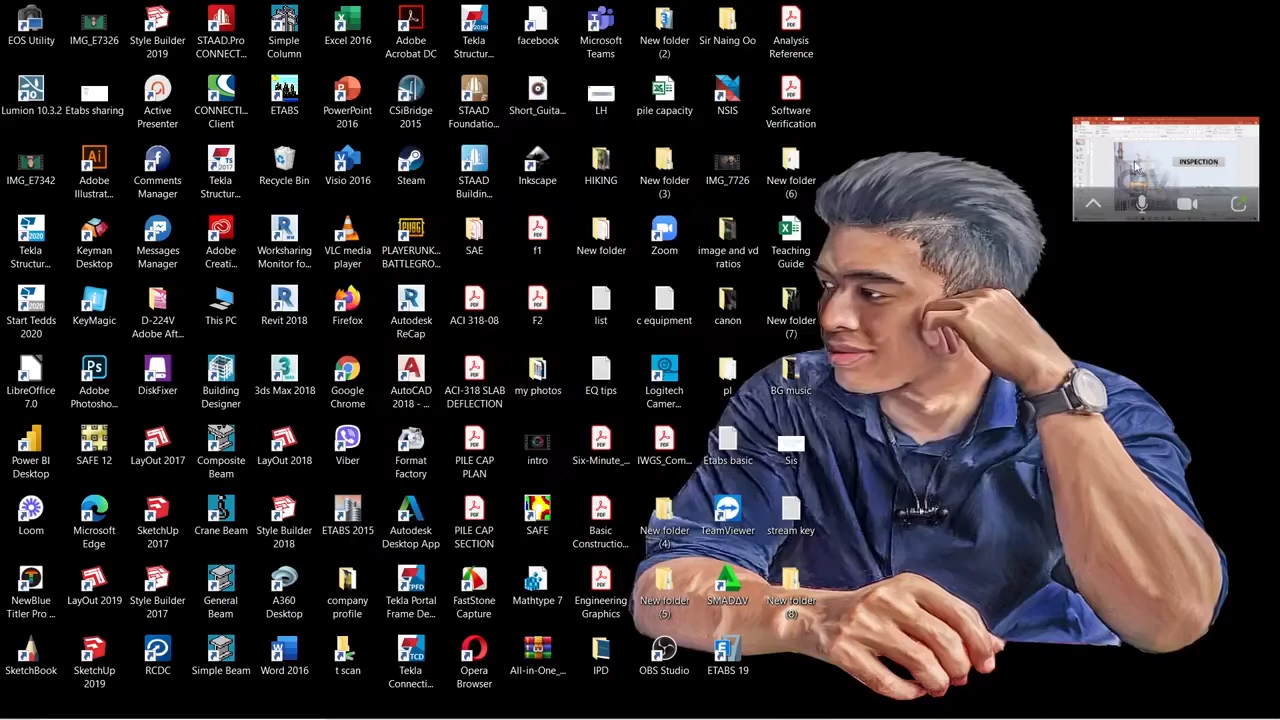 EOS Utility
IMG_E7326
Style Builder
2019
STAAD.Pro
CONNECT...
Simple
Column
Excel 2016
Adobe
Acrobat DC
Tekla
Structur...
facebook
Microsoft
Teams
New folder
(2)
Sir Naing Oo
Analysis
Reference
Lumion 10.3.2
Etabs sharing
Active
Presenter
CONNECTI...
Client
ETABS
PowerPoint
2016
CSiBridge
2015
STAAD
Foundatio...
Short_Guita...
LH
pile capacity
NSIS
Software
Verification
INSPECTION
IMG_E7342
Adobe
Illustrat...
Comments
Manager
Tekla
Structur...
Recycle Bin
Visio 2016
Steam
STAAD
Buildin...
Inkscape
HIKING
New folder
(3)
IMG_7726
New folder
(6)
Tekla
Structur...
Keyman
Desktop
Messages
Manager
Adobe
Creati...
Worksharing
Monitor fo...
VLC media
player
PLAYERUNK...
BATTLEGRO...
SAE
f1
New folder
Zoom
image and vd
ratios
Teaching
Guide
Start Tedds
2020
KeyMagic
D-224V
Adobe Aft...
This PC
Revit 2018
Firefox
Autodesk
ReCap
ACI 318-08
F2
list
c equipment
canon
New folder
(7)
LibreOffice
7.0
Adobe
Photosho...
DiskFixer
Building
Designer
3ds Max 2018
Google
Chrome
AutoCAD
2018 - ...
ACI-318 SLAB
DEFLECTION
my photos
EQ tips
Logitech
Camer...
pl
BG music
Power BI
Desktop
SAFE 12
LayOut 2017
Composite
Beam
LayOut 2018
Viber
Format
Factory
PILE CAP
PLAN
intro
Six-Minute_...
IWGS_Com...
Etabs basic
Sis
Loom
Microsoft
Edge
SketchUp
2017
Crane Beam
Style Builder
2018
ETABS 2015
Autodesk
Desktop App
PILE CAP
SECTION
SAFE
Basic
Constructio...
New folder
(4)
TeamViewer
stream key
NewBlue
Titler Pro ...
LayOut 2019
Style Builder
2017
General
Beam
A360
Desktop
company
profile
Tekla Portal
Frame De...
FastStone
Capture
Mathtype 7
Engineering
Graphics
New folder
(5)
SMADΔV
New folder
(8)
SketchBook
SketchUp
2019
RCDC
Simple Beam
Word 2016
t scan
Tekla
Connecti...
Opera
Browser
All-in-One_...
IPD
OBS Studio
ETABS 19